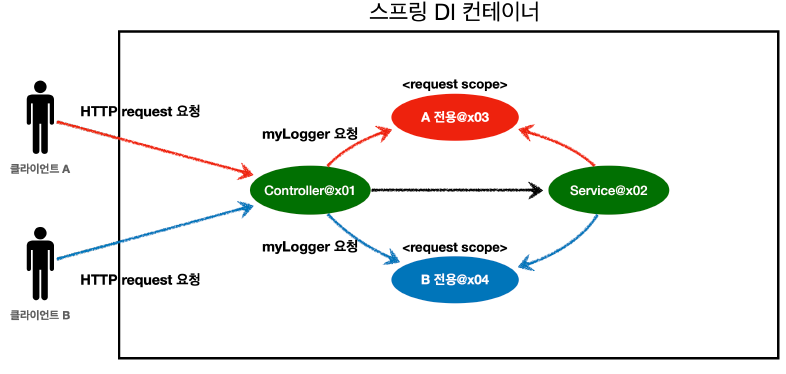 스프링 DI 컨테이너
<request scope>
HTTP request 요청
A 전용@x03
myLogger 요청
클라이언트 A
Controller@x01
Service@x02
myLogger 요청
<request scope>
HTTP request 요청
B 전용@x04
클라이언트 B